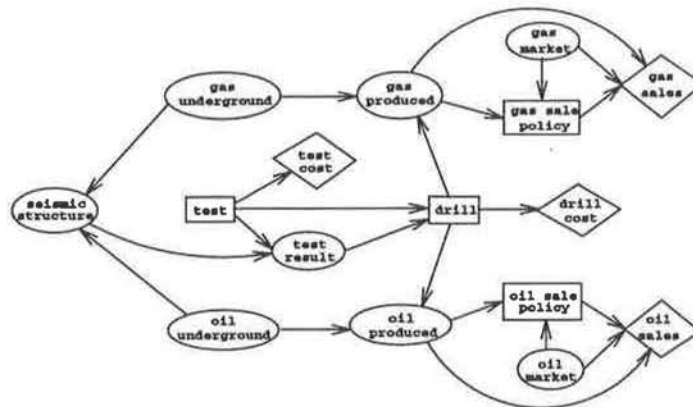 gas
market
gas
underground
gas
produced
gas
sales
gas sale
policy
test
cost
seismic
structure
test
drill
drill
cost
test
result
oil sale
policy
oil
underground
oil
produced
oil
sales
oil
market